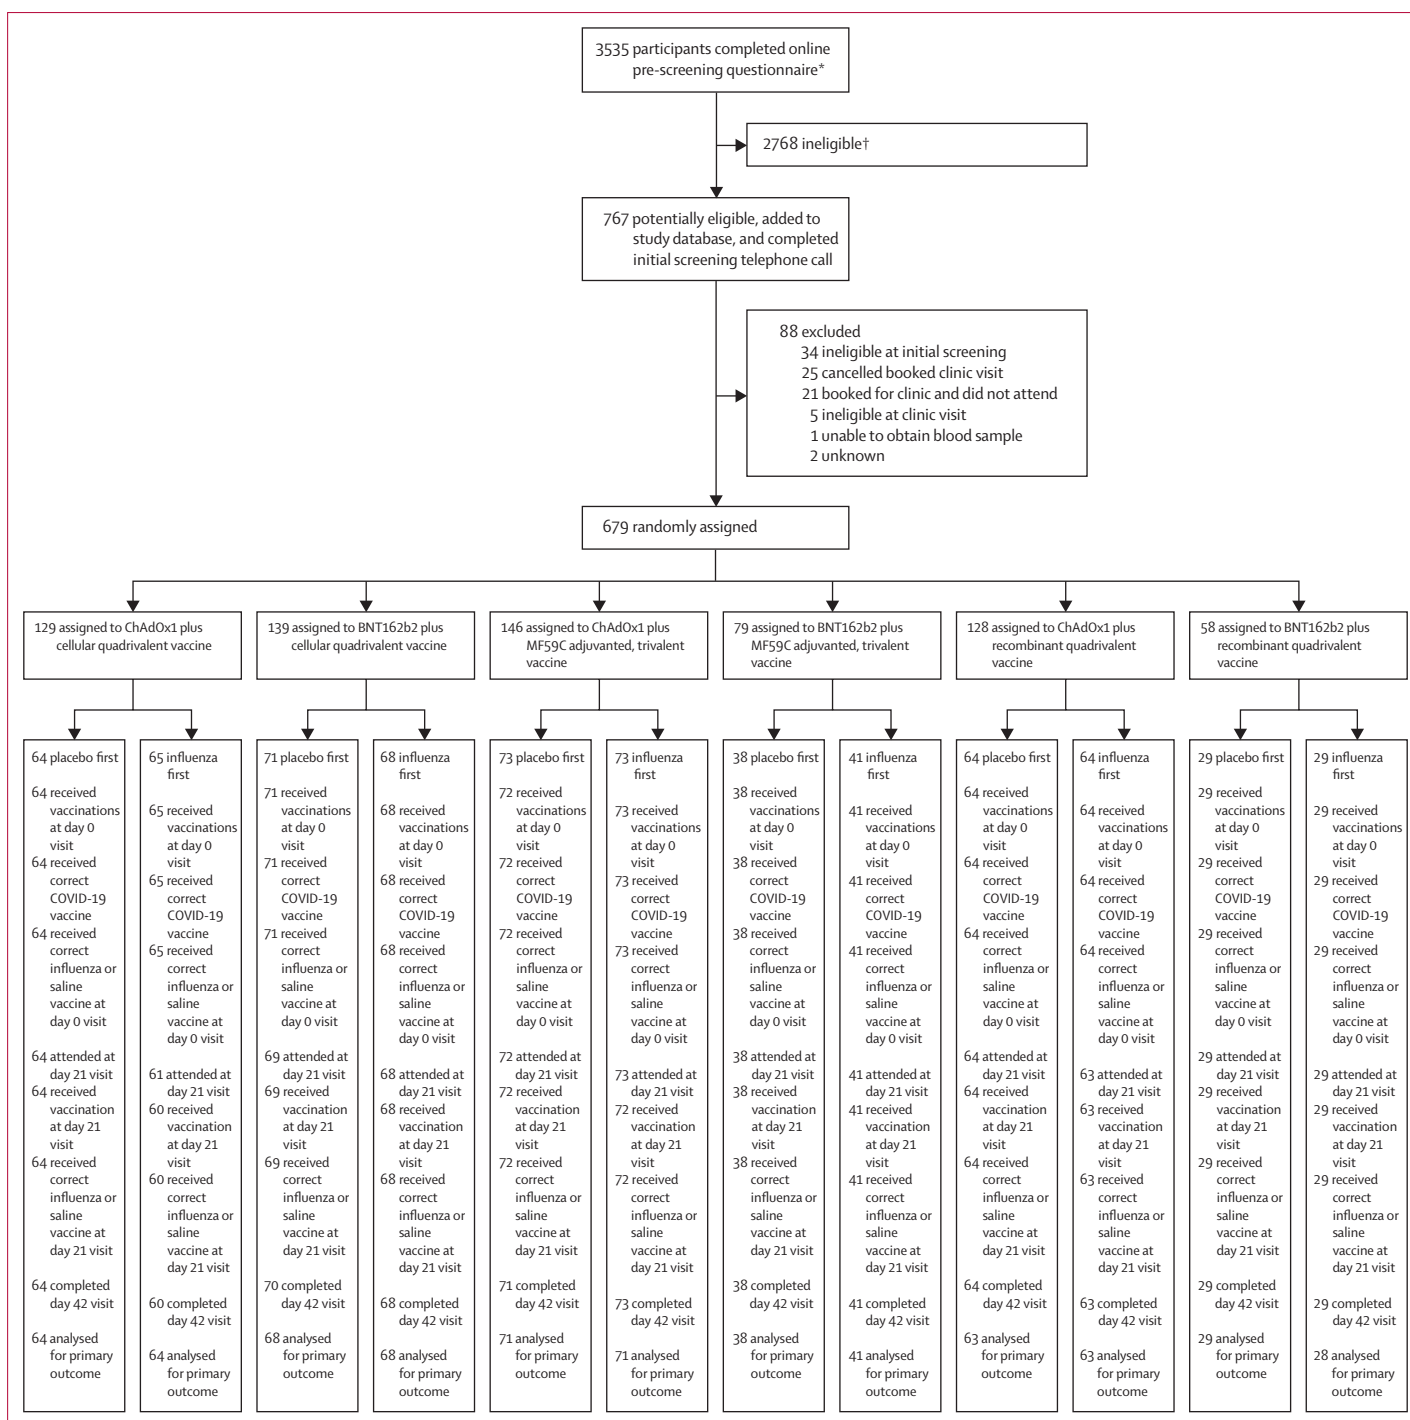 3535 participants completed online
pre-screening questionnaire*
2768 ineligible†
767 potentially eligible, added to
study database, and completed
initial screening telephone call
88 excluded
34 ineligible at initial screening
25 cancelled booked clinic visit
21 booked for clinic and did not attend
5 ineligible at clinic visit
1 unable to obtain blood sample
2 unknown
679 randomly assigned
129 assigned to ChAdOx1 plus
cellular quadrivalent vaccine
139 assigned to BNT162b2 plus
cellular quadrivalent vaccine
146 assigned to ChAdOx1 plus
MF59C adjuvanted, trivalent
vaccine
79 assigned to BNT162b2 plus
MF59C adjuvanted, trivalent
vaccine
128 assigned to ChAdOx1 plus
recombinant quadrivalent
vaccine
58 assigned to BNT162b2 plus
recombinant quadrivalent
vaccine
64 placebo first
64 received
vaccinations
at day 0
visit
64 received
correct
COVID-19
vaccine
64 received
correct
influenza or
saline
vaccine at
day 0 visit
64 attended at
day 21 visit
64 received
vaccination
at day 21
visit
64 received
correct
influenza or
saline
vaccine at
day 21 visit
64 completed
day 42 visit
64 analysed
for primary
outcome
65 influenza
first
65 received
vaccinations
at day 0
visit
65 received
correct
COVID-19
vaccine
65 received
correct
influenza or
saline
vaccine at
day 0 visit
61 attended at
day 21 visit
60 received
vaccination
at day 21
visit
60 received
correct
influenza or
saline
vaccine at
day 21 visit
60 completed
day 42 visit
64 analysed
for primary
outcome
71 placebo first
71 received
vaccinations
at day 0
visit
71 received
correct
COVID-19
vaccine
71 received
correct
influenza or
saline
vaccine at
day 0 visit
69 attended at
day 21 visit
69 received
vaccination
at day 21
visit
69 received
correct
influenza or
saline
vaccine at
day 21 visit
70 completed
day 42 visit
68 analysed
for primary
outcome
68 influenza
first
68 received
vaccinations
at day 0
visit
68 received
correct
COVID-19
vaccine
68 received
correct
influenza or
saline
vaccine at
day 0 visit
68 attended at
day 21 visit
68 received
vaccination
at day 21
visit
68 received
correct
influenza or
saline
vaccine at
day 21 visit
68 completed
day 42 visit
68 analysed
for primary
outcome
73 placebo first
72 received
vaccinations
at day 0
visit
72 received
correct
COVID-19
vaccine
72 received
correct
influenza or
saline
vaccine at
day 0 visit
72 attended at
day 21 visit
72 received
vaccination
at day 21
visit
72 received
correct
influenza or
saline
vaccine at
day 21 visit
71 completed
day 42 visit
71 analysed
for primary
outcome
73 influenza
first
73 received
vaccinations
at day 0
visit
73 received
correct
COVID-19
vaccine
73 received
correct
influenza or
saline
vaccine at
day 0 visit
73 attended at
day 21 visit
72 received
vaccination
at day 21
visit
72 received
correct
influenza or
saline
vaccine at
day 21 visit
73 completed
day 42 visit
71 analysed
for primary
outcome
38 placebo first
38 received
vaccinations
at day 0
visit
38 received
correct
COVID-19
vaccine
38 received
correct
influenza or
saline
vaccine at
day 0 visit
38 attended at
day 21 visit
38 received
vaccination
at day 21
visit
38 received
correct
influenza or
saline
vaccine at
day 21 visit
38 completed
day 42 visit
38 analysed
for primary
outcome
41 influenza
first
41 received
vaccinations
at day 0
visit
41 received
correct
COVID-19
vaccine
41 received
correct
influenza or
saline
vaccine at
day 0 visit
41 attended at
day 21 visit
41 received
vaccination
at day 21
visit
41 received
correct
influenza or
saline
vaccine at
day 21 visit
41 completed
day 42 visit
41 analysed
for primary
outcome
64 placebo first
64 received
vaccinations
at day 0
visit
64 received
correct
COVID-19
vaccine
64 received
correct
influenza or
saline
vaccine at
day 0 visit
64 attended at
day 21 visit
64 received
vaccination
at day 21
visit
64 received
correct
influenza or
saline
vaccine at
day 21 visit
64 completed
day 42 visit
63 analysed
for primary
outcome
64 influenza
first
64 received
vaccinations
at day 0
visit
64 received
correct
COVID-19
vaccine
64 received
correct
influenza or
saline
vaccine at
day 0 visit
63 attended at
day 21 visit
63 received
vaccination
at day 21
visit
63 received
correct
influenza or
saline
vaccine at
day 21 visit
63 completed
day 42 visit
63 analysed
for primary
outcome
29 placebo first
29 received
vaccinations
at day 0
visit
29 received
correct
COVID-19
vaccine
29 received
correct
influenza or
saline
vaccine at
day 0 visit
29 attended at
day 21 visit
29 received
vaccination
at day 21
visit
29 received
correct
influenza or
saline
vaccine at
day 21 visit
29 completed
day 42 visit
29 analysed
for primary
outcome
29 influenza
first
29 received
vaccinations
at day 0
visit
29 received
correct
COVID-19
vaccine
29 received
correct
influenza or
saline
vaccine at
day 0 visit
29 attended at
day 21 visit
29 received
vaccination
at day 21
visit
29 received
correct
influenza or
saline
vaccine at
day 21 visit
29 completed
day 42 visit
28 analysed
for primary
outcome